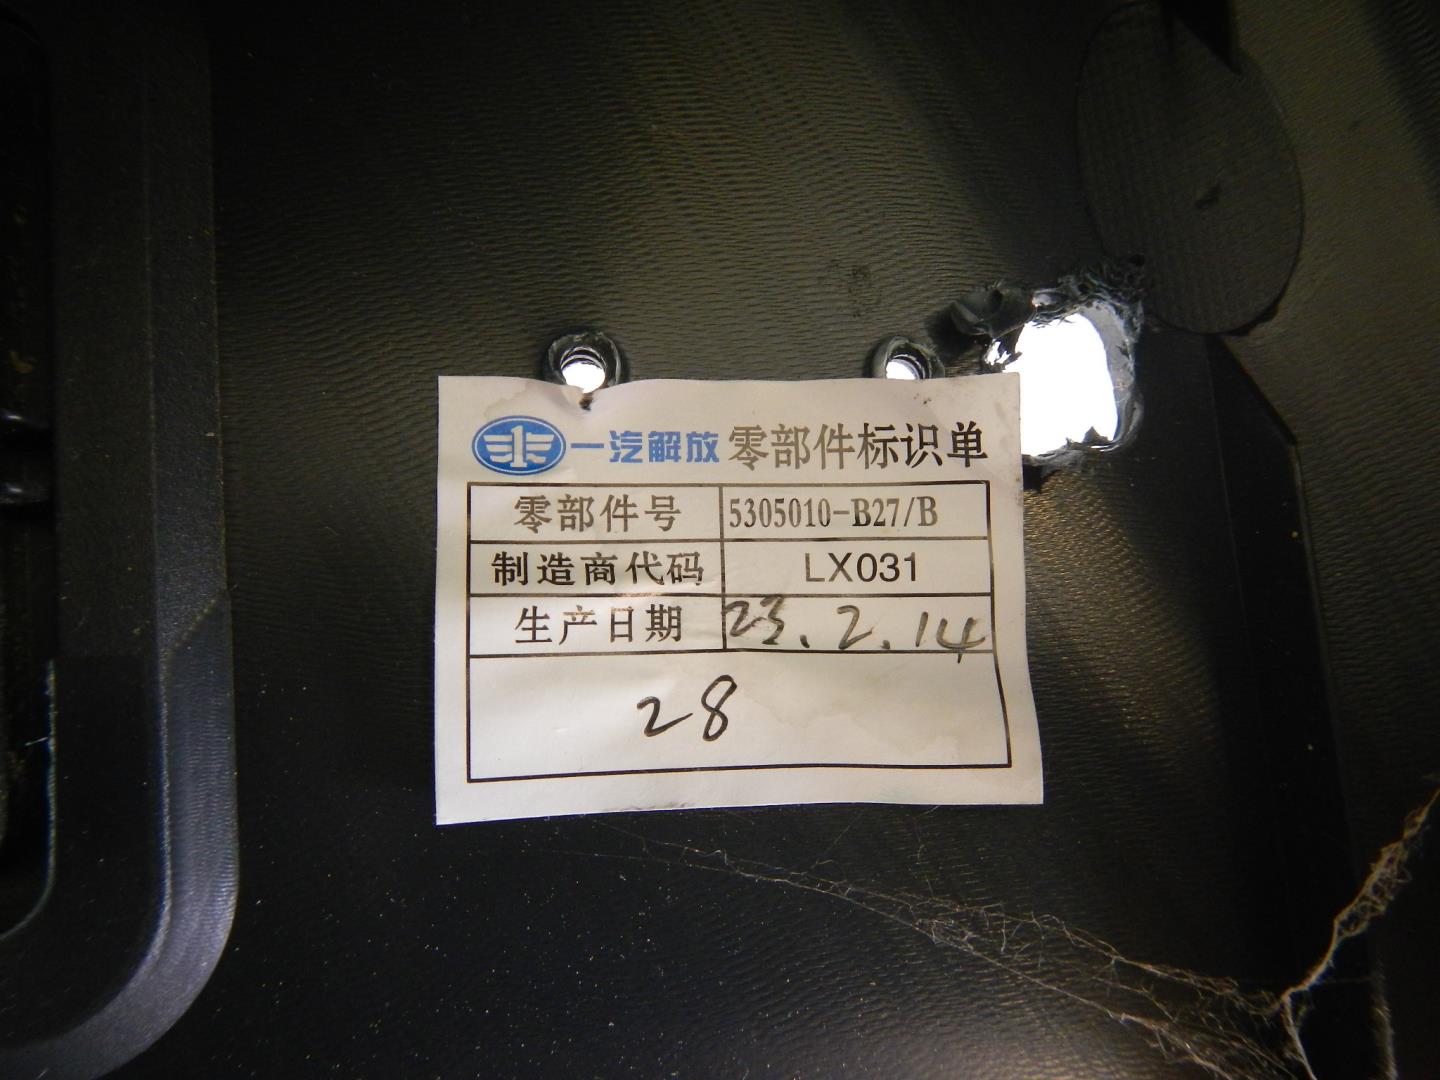 一汽解放 零部件标识单
零部件号 5305010-B27/B
制造商代码 LX031
生产日期 23.2.14
28